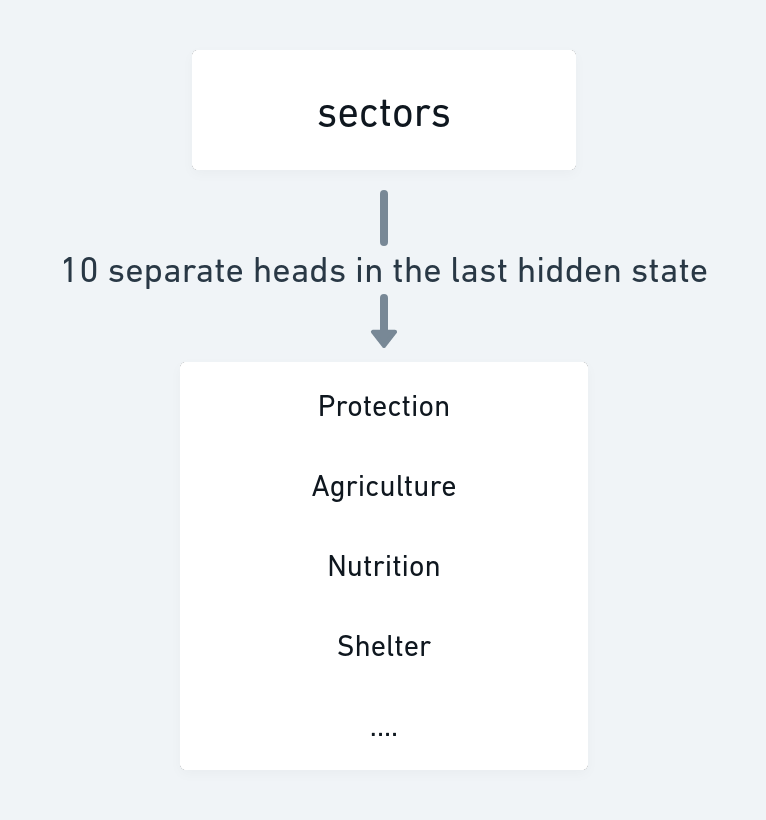 sectors
10 separate heads in the last hidden state
Protection
Agriculture
Nutrition
Shelter
....